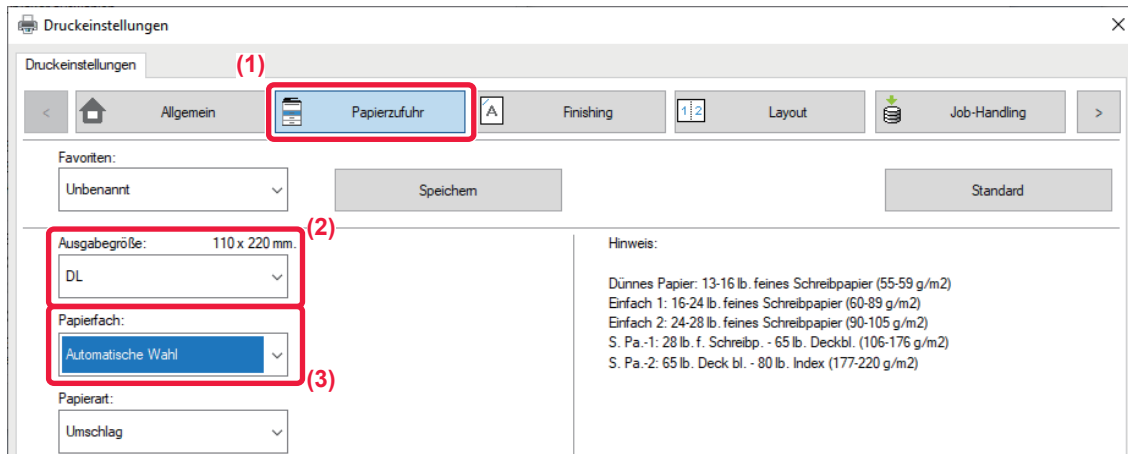 Druckeinstellungen
Druckeinstellungen
(1)
< Allgemein Papierzufuhr A Finishing 1 2 Layout Job-Handling >
Favoriten:
Unbenannt Speichern Standard
Ausgabegröße: 110 x 220 mm.
(2)
DL
Papierfach:
Automatische Wahl
(3)
Papierart:
Umschlag
Hinweis:
Dünnes Papier: 13-16 lb. feines Schreibpapier (55-59 g/m2)
Einfach 1: 16-24 lb. feines Schreibpapier (60-89 g/m2)
Einfach 2: 24-28 lb. feines Schreibpapier (90-105 g/m2)
S. Pa.-1: 28 lb. f. Schreibp. - 65 lb. Deckbl. (106-176 g/m2)
S. Pa.-2: 65 lb. Deck bl. - 80 lb. Index (177-220 g/m2)